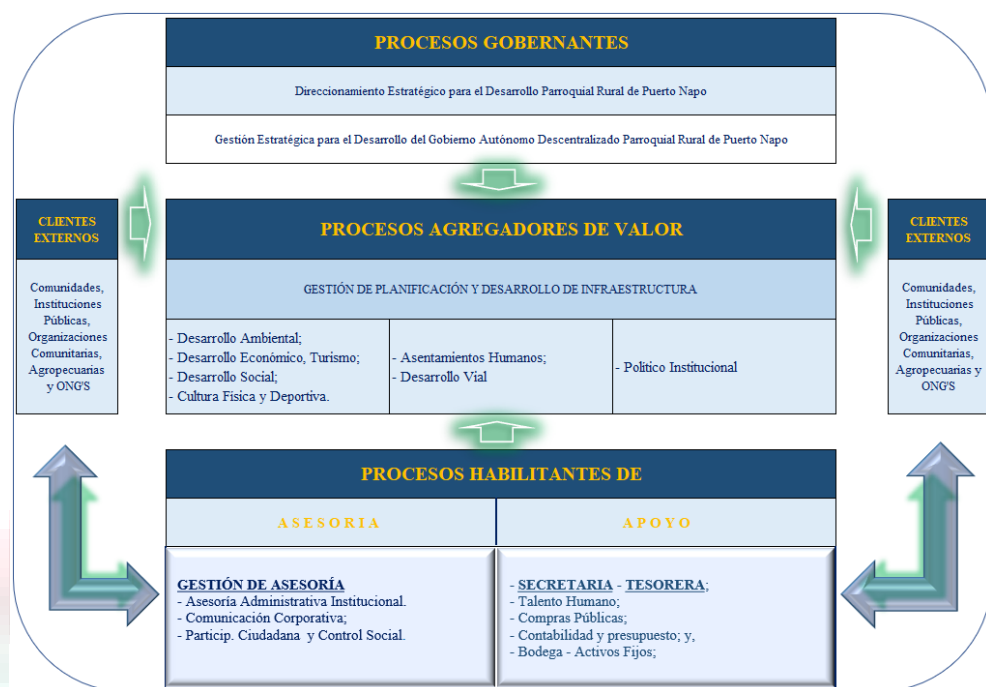 PROCESOS GOBERNANTES
Direccionamiento Estratégico para el Desarrollo Parroquial Rural de Puerto Napo
Gestión Estratégica para el Desarrollo del Gobierno Autónomo Descentralizado Parroquial Rural de Puerto Napo
CLIENTES
EXTERNOS
Comunidades,
Instituciones
Públicas,
Organizaciones
Comunitarias,
Agropecuarias
y ONG'S
PROCESOS AGREGADORES DE VALOR
GESTIÓN DE PLANIFICACIÓN Y DESARROLLO DE INFRAESTRUCTURA
- Desarrollo Ambiental;
- Desarrollo Económico, Turismo;
- Desarrollo Social;
- Cultura Física y Deportiva.
- Asentamientos Humanos;
- Desarrollo Vial
- Político Institucional
CLIENTES
EXTERNOS
Comunidades,
Instituciones
Públicas,
Organizaciones
Comunitarias,
Agropecuarias y
ONG'S
PROCESOS HABILITANTES DE
A S E S O R I A
A P O Y O
GESTIÓN DE ASESORÍA
- Asesoría Administrativa Institucional.
- Comunicación Corporativa;
- Particip. Ciudadana y Control Social.
- SECRETARIA - TESORERA;
- Talento Humano;
- Compras Públicas;
- Contabilidad y presupuesto; y,
- Bodega - Activos Fijos;